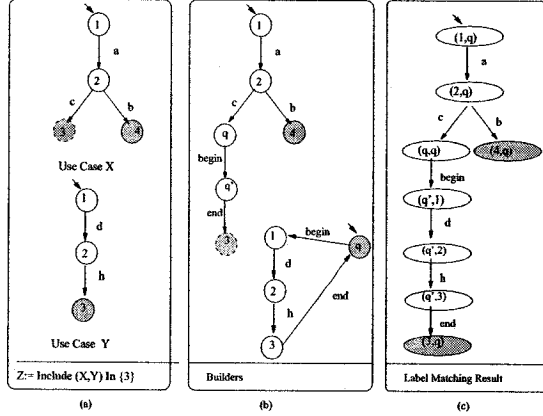 1
a
2
c
b
3
4
Use Case X
1
d
2
h
3
Use Case Y
Z:= Include (X,Y) In {3}
(a)
1
a
2
c
b
q
4
begin
q'
end
3
begin
1
q
d
2
end
h
3
Builders
(b)
(1,q)
a
(2,q)
c
b
(q,q)
(4,q)
begin
(q',1)
d
(q',2)
h
(q',3)
end
(3,q)
Label Matching Result
(c)